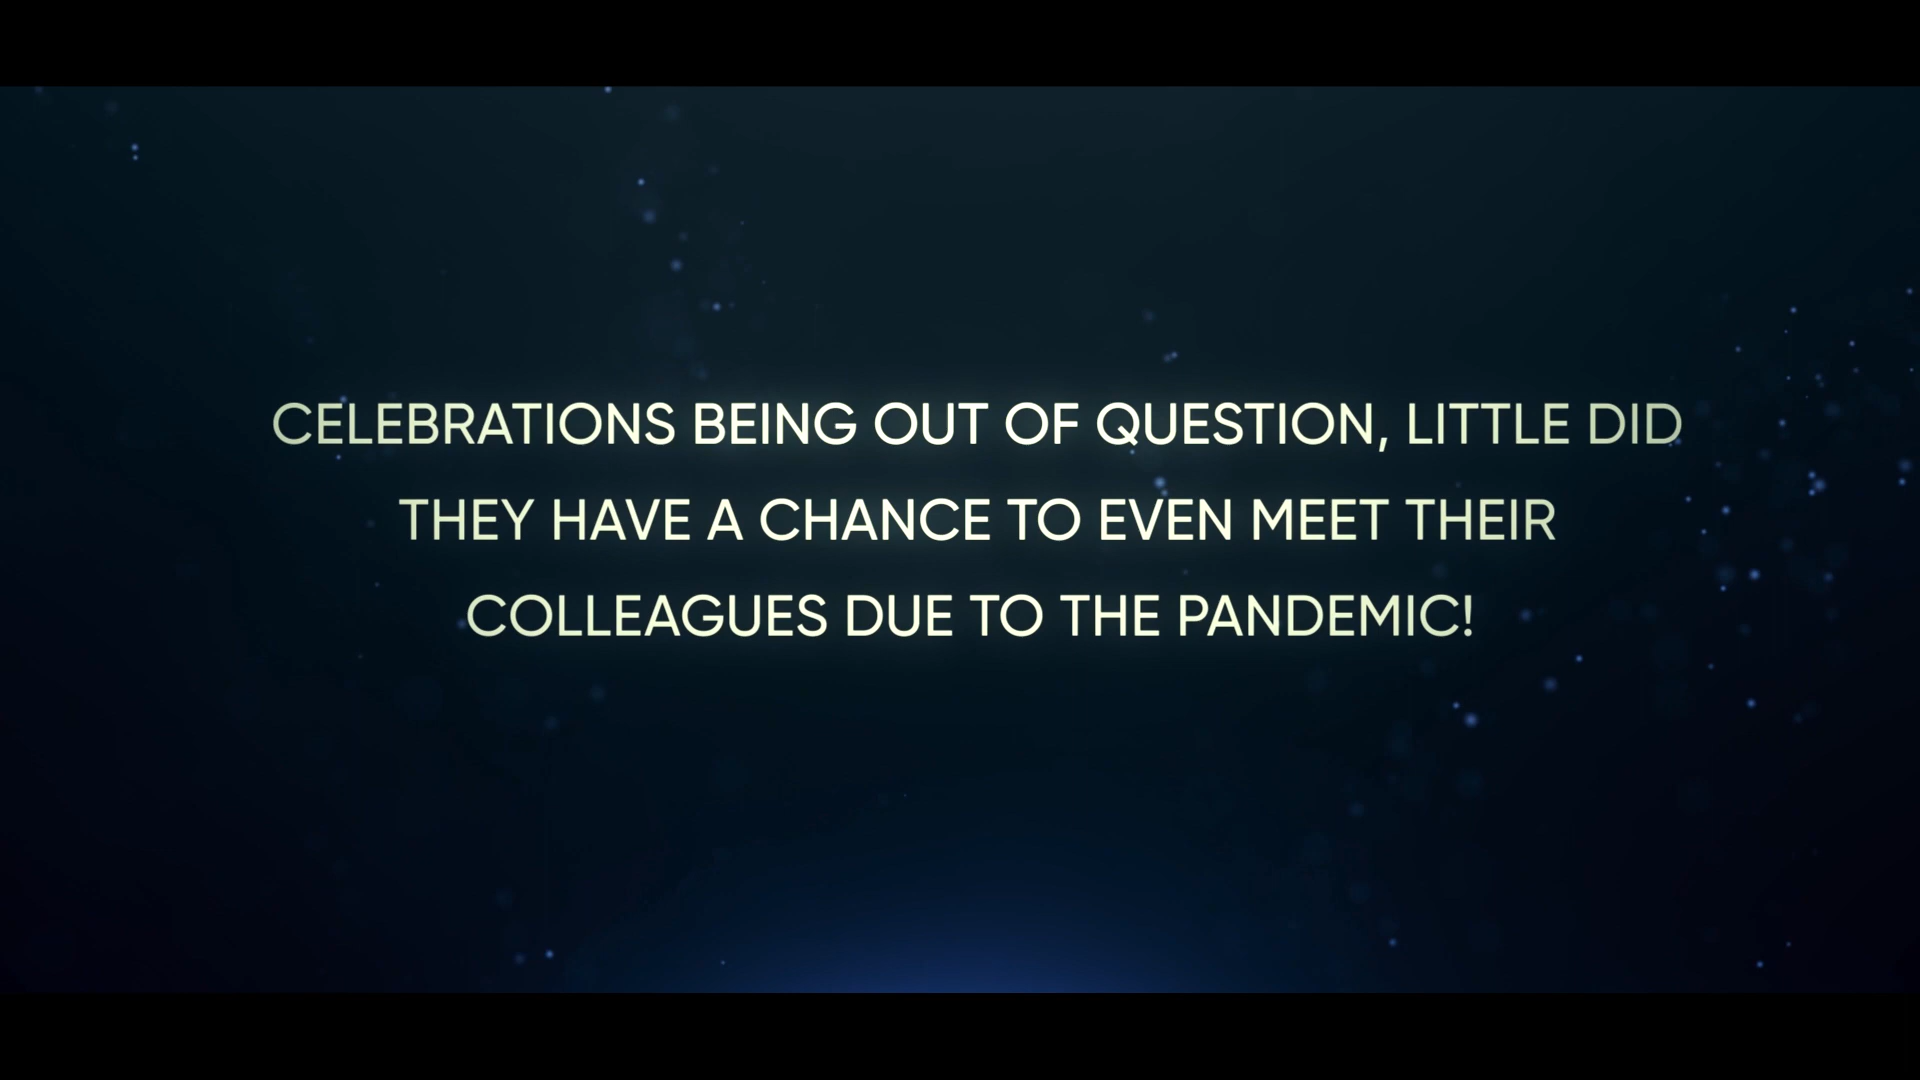 CELEBRATIONS BEING OUT OF QUESTION, LITTLE DID
THEY HAVE A CHANCE TO EVEN MEET THEIR
COLLEAGUES DUE TO THE PANDEMIC!